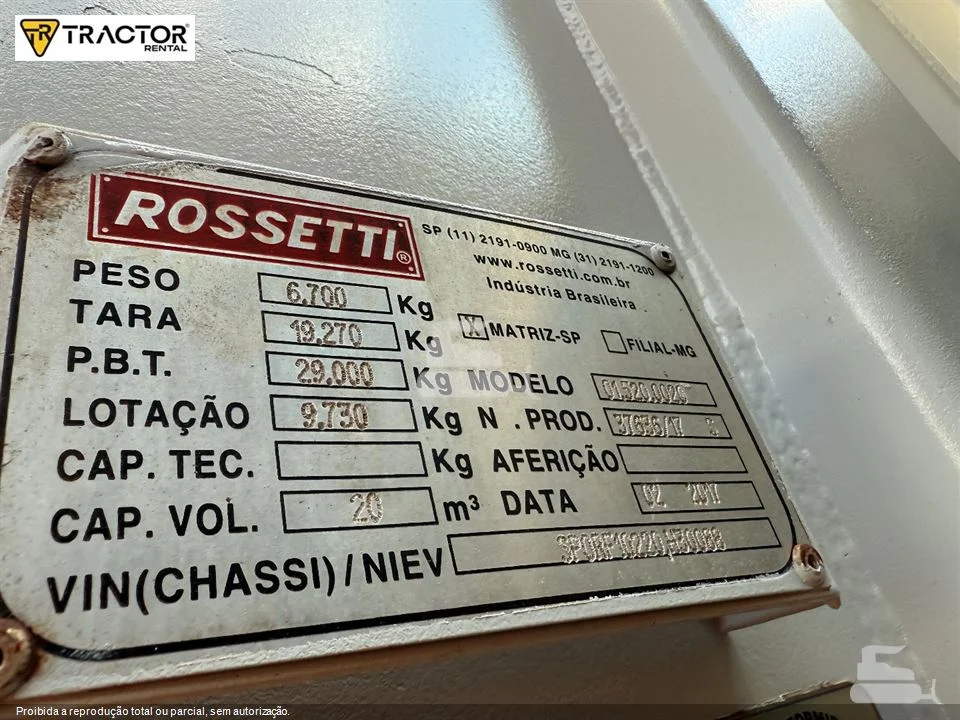 TR TRACTOR
RENTAL
ROSSETTI®
SP (11) 2191-0900 MG (31) 2191-1200
www.rossetti.com.br
Indústria Brasileira
PESO 6.700 Kg
TARA 19.270 Kg
X MATRIZ-SP FILIAL-MG
P.B.T. 29.000 Kg
MODELO
LOTAÇÃO 9.730 Kg
N . PROD.
CAP. TEC. Kg
AFERIÇÃO
CAP. VOL. 20 m³
DATA 02 2017
VIN(CHASSI)/NIEV
Proibida a reprodução total ou parcial, sem autorização.